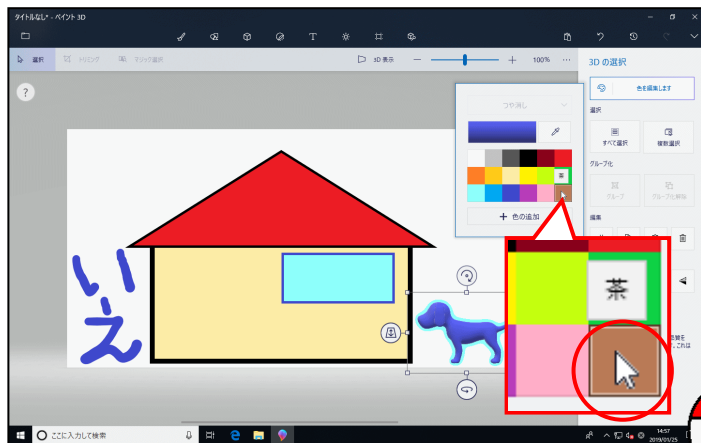 タイトルなし* - ペイント 3D
選択
トリミング
マジック選択
3D 表示
100%
3D の選択
色を編集します
選択
すべて選択
複数選択
グループ化
グループ
グループ化解除
編集
つや消し
茶
+ 色の追加
茶
いえ
ここに入力して検索
14:57
2019/01/25